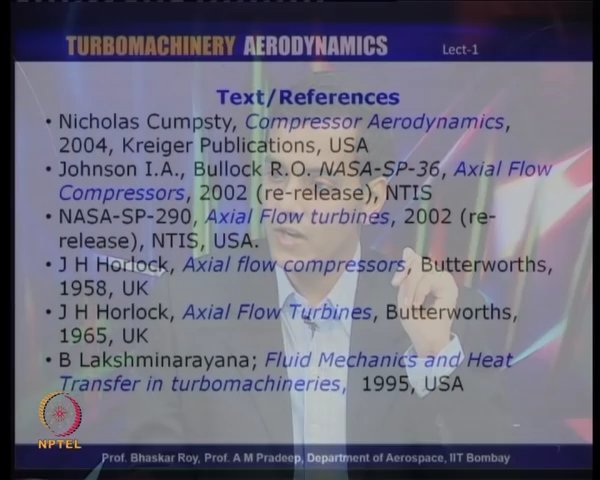 TURBOMACHINERY AERODYNAMICS Lect-1
Text/References
• Nicholas Cumpsty, Compressor Aerodynamics,
2004, Kreiger Publications, USA
• Johnson I.A., Bullock R.O. NASA-SP-36, Axial Flow
Compressors, 2002 (re-release), NTIS
• NASA-SP-290, Axial Flow turbines, 2002 (re-
release), NTIS, USA.
• J H Horlock, Axial flow compressors, Butterworths,
1958, UK
• J H Horlock, Axial Flow Turbines, Butterworths,
1965, UK
• B Lakshminarayana; Fluid Mechanics and Heat
Transfer in turbomachineries, 1995, USA
NPTEL
Prof. Bhaskar Roy, Prof. A M Pradeep, Department of Aerospace, IIT Bombay